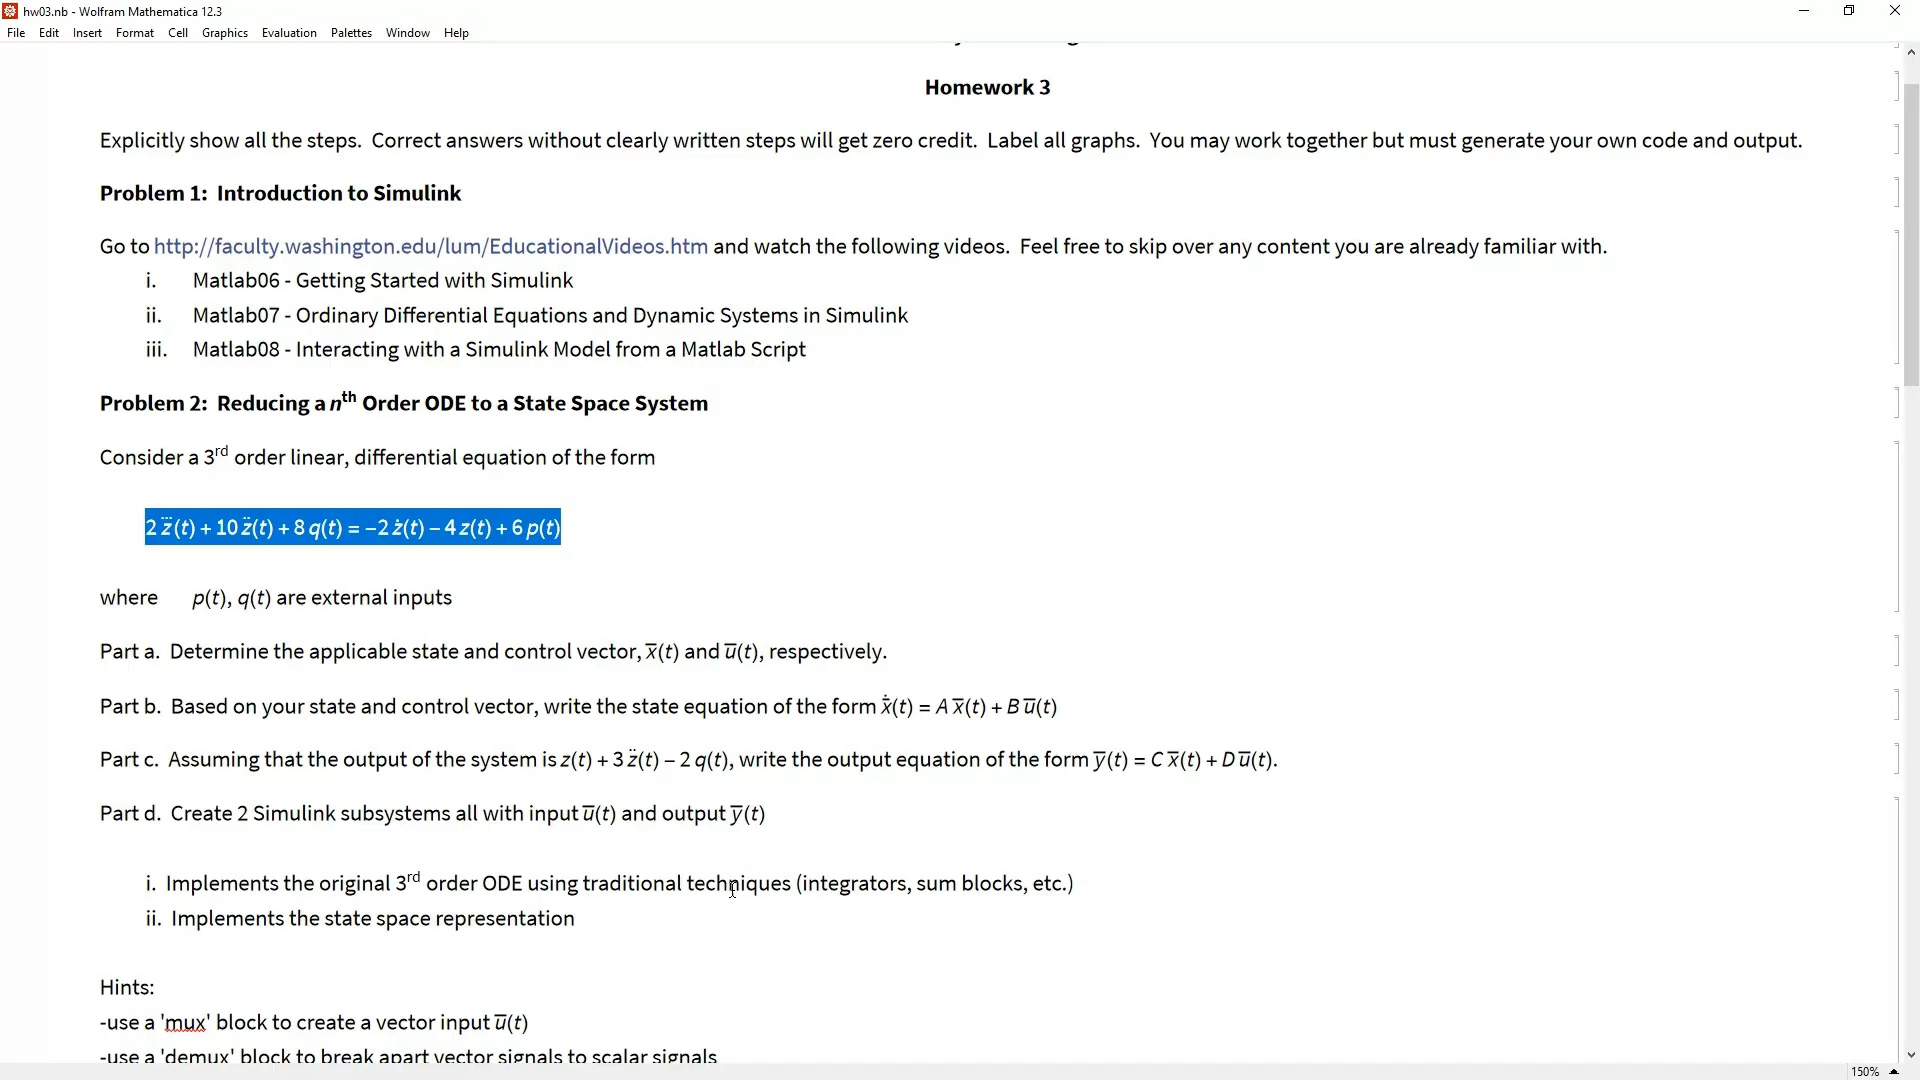 hw03.nb - Wolfram Mathematica 12.3
File Edit Insert Format Cell Graphics Evaluation Palettes Window Help
Homework 3
Explicitly show all the steps. Correct answers without clearly written steps will get zero credit. Label all graphs. You may work together but must generate your own code and output.
Problem 1: Introduction to Simulink
Go to http://faculty.washington.edu/lum/EducationalVideos.htm and watch the following videos. Feel free to skip over any content you are already familiar with.
i. Matlab06 - Getting Started with Simulink
ii. Matlab07 - Ordinary Differential Equations and Dynamic Systems in Simulink
iii. Matlab08 - Interacting with a Simulink Model from a Matlab Script
Problem 2: Reducing a nth Order ODE to a State Space System
Consider a 3rd order linear, differential equation of the form
2 z⃛(t) + 10 z̈(t) + 8 q(t) = −2 ż(t) − 4 z(t) + 6 p(t)
where p(t), q(t) are external inputs
Part a. Determine the applicable state and control vector, x̅(t) and u̅(t), respectively.
Part b. Based on your state and control vector, write the state equation of the form x̅̇(t) = A x̅(t) + B u̅(t)
Part c. Assuming that the output of the system is z(t) + 3 z̈(t) − 2 q(t), write the output equation of the form y̅(t) = C x̅(t) + D u̅(t).
Part d. Create 2 Simulink subsystems all with input u̅(t) and output y̅(t)
i. Implements the original 3rd order ODE using traditional techniques (integrators, sum blocks, etc.)
ii. Implements the state space representation
Hints:
-use a 'mux' block to create a vector input u̅(t)
-use a 'demux' block to break apart vector signals to scalar signals
150%